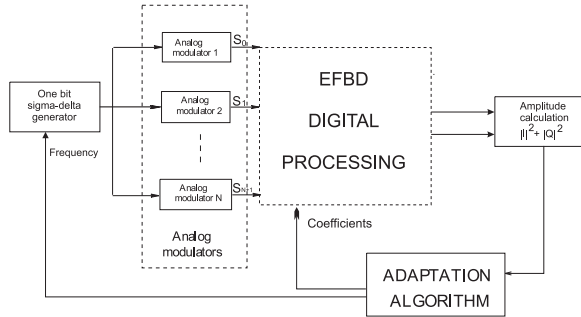 Analog
modulator 1
S0
One bit
sigma-delta
generator
Analog
modulator 2
S1
Frequency
Analog
modulator N
SN-1
Analog
modulators
EFBD
DIGITAL
PROCESSING
Coefficients
Amplitude
calculation
|I|²+ |Q|²
ADAPTATION
ALGORITHM